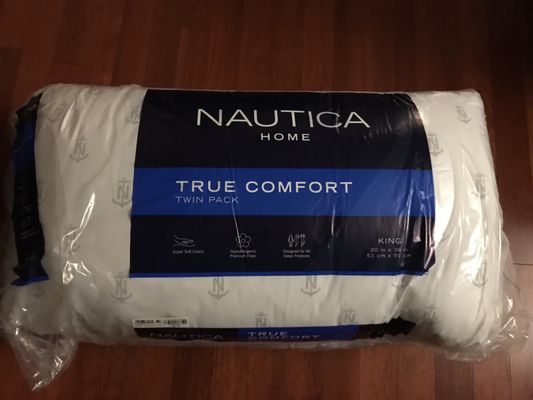 NAUTICA
HOME
TRUE COMFORT
TWIN PACK
Super Soft Fabric
Hypoallergenic
Premium Filler
Designed for All
Sleep Positions
KING
20 in x 36 in
51 cm x 91 cm
NAUTICA
TRUE
COMFORT